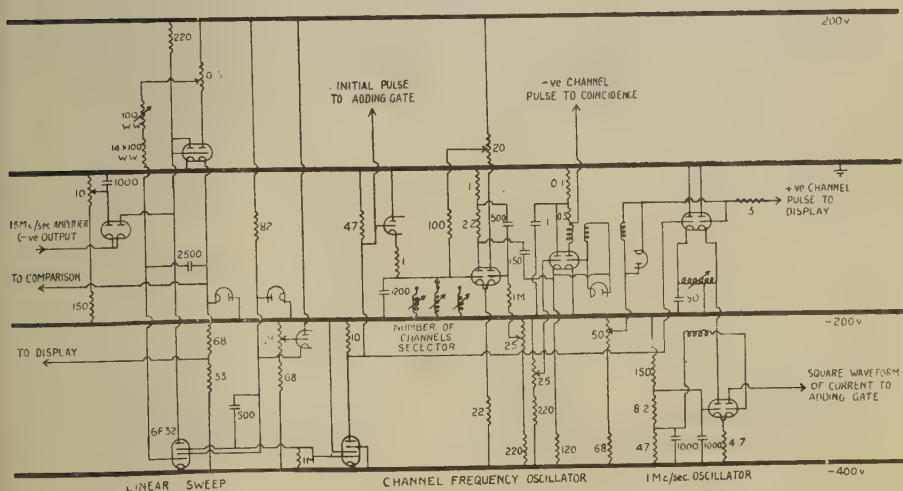 200v
220
0.5
INITIAL PULSE
TO ADDING GATE
-ve CHANNEL
PULSE TO COINCIDENCE
100
WW
14×100
WW
20
1000
10
15Mc/sec AMPLIFIER
(-ve OUTPUT)
82
47
100
1
2.2
500
0.1
1
0.5
+ve CHANNEL
PULSE TO
DISPLAY
3
2500
1
150
TO COMPARISON
1200
1M
50
150
NUMBER OF
CHANNELS
SELECTOR
-200v
68
10
25
50
TO DISPLAY
33
68
25
150
SQUARE WAVEFORM
OF CURRENT TO
ADDING GATE
500
220
8.2
6F32
1M
22
220
120
68
47
1000
1000
4.7
-400v
LINEAR SWEEP
CHANNEL FREQUENCY OSCILLATOR
1Mc/sec. OSCILLATOR